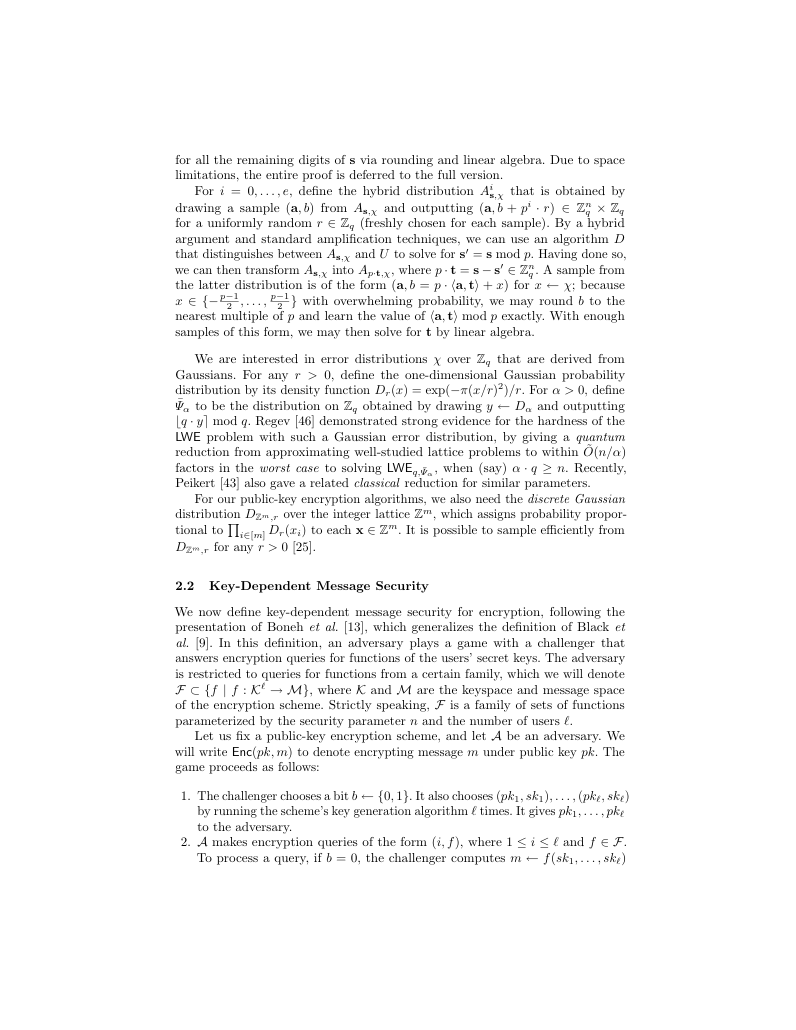 for all the remaining digits of s via rounding and linear algebra. Due to space
limitations, the entire proof is deferred to the full version.
For i = 0, . . . , e, define the hybrid distribution A^i_{s,χ} that is obtained by
drawing a sample (a, b) from A_{s,χ} and outputting (a, b + p^i · r) ∈ ℤ^n_q × ℤ_q
for a uniformly random r ∈ ℤ_q (freshly chosen for each sample). By a hybrid
argument and standard amplification techniques, we can use an algorithm D
that distinguishes between A_{s,χ} and U to solve for s′ = s mod p. Having done so,
we can then transform A_{s,χ} into A_{p·t,χ}, where p · t = s − s′ ∈ ℤ^n_q. A sample from
the latter distribution is of the form (a, b = p · ⟨a, t⟩ + x) for x ← χ; because
x ∈ {−\frac{p−1}{2}, . . . , \frac{p−1}{2}} with overwhelming probability, we may round b to the
nearest multiple of p and learn the value of ⟨a, t⟩ mod p exactly. With enough
samples of this form, we may then solve for t by linear algebra.
We are interested in error distributions χ over ℤ_q that are derived from
Gaussians. For any r > 0, define the one-dimensional Gaussian probability
distribution by its density function D_r(x) = exp(−π(x/r)^2)/r. For α > 0, define
Ψ̄_α to be the distribution on ℤ_q obtained by drawing y ← D_α and outputting
⌊q · y⌉ mod q. Regev [46] demonstrated strong evidence for the hardness of the
LWE problem with such a Gaussian error distribution, by giving a quantum
reduction from approximating well-studied lattice problems to within Õ(n/α)
factors in the worst case to solving LWE_{q,Ψ̄_α}, when (say) α · q ≥ n. Recently,
Peikert [43] also gave a related classical reduction for similar parameters.
For our public-key encryption algorithms, we also need the discrete Gaussian
distribution D_{ℤ^m,r} over the integer lattice ℤ^m, which assigns probability propor-
tional to ∏_{i∈[m]} D_r(x_i) to each x ∈ ℤ^m. It is possible to sample efficiently from
D_{ℤ^m,r} for any r > 0 [25].
2.2 Key-Dependent Message Security
We now define key-dependent message security for encryption, following the
presentation of Boneh et al. [13], which generalizes the definition of Black et
al. [9]. In this definition, an adversary plays a game with a challenger that
answers encryption queries for functions of the users' secret keys. The adversary
is restricted to queries for functions from a certain family, which we will denote
ℱ ⊂ {f | f : 𝒦^ℓ → ℳ}, where 𝒦 and ℳ are the keyspace and message space
of the encryption scheme. Strictly speaking, ℱ is a family of sets of functions
parameterized by the security parameter n and the number of users ℓ.
Let us fix a public-key encryption scheme, and let 𝒜 be an adversary. We
will write Enc(pk, m) to denote encrypting message m under public key pk. The
game proceeds as follows:
1. The challenger chooses a bit b ← {0, 1}. It also chooses (pk_1, sk_1), . . . , (pk_ℓ, sk_ℓ)
by running the scheme's key generation algorithm ℓ times. It gives pk_1, . . . , pk_ℓ
to the adversary.
2. 𝒜 makes encryption queries of the form (i, f), where 1 ≤ i ≤ ℓ and f ∈ ℱ.
To process a query, if b = 0, the challenger computes m ← f(sk_1, . . . , sk_ℓ)